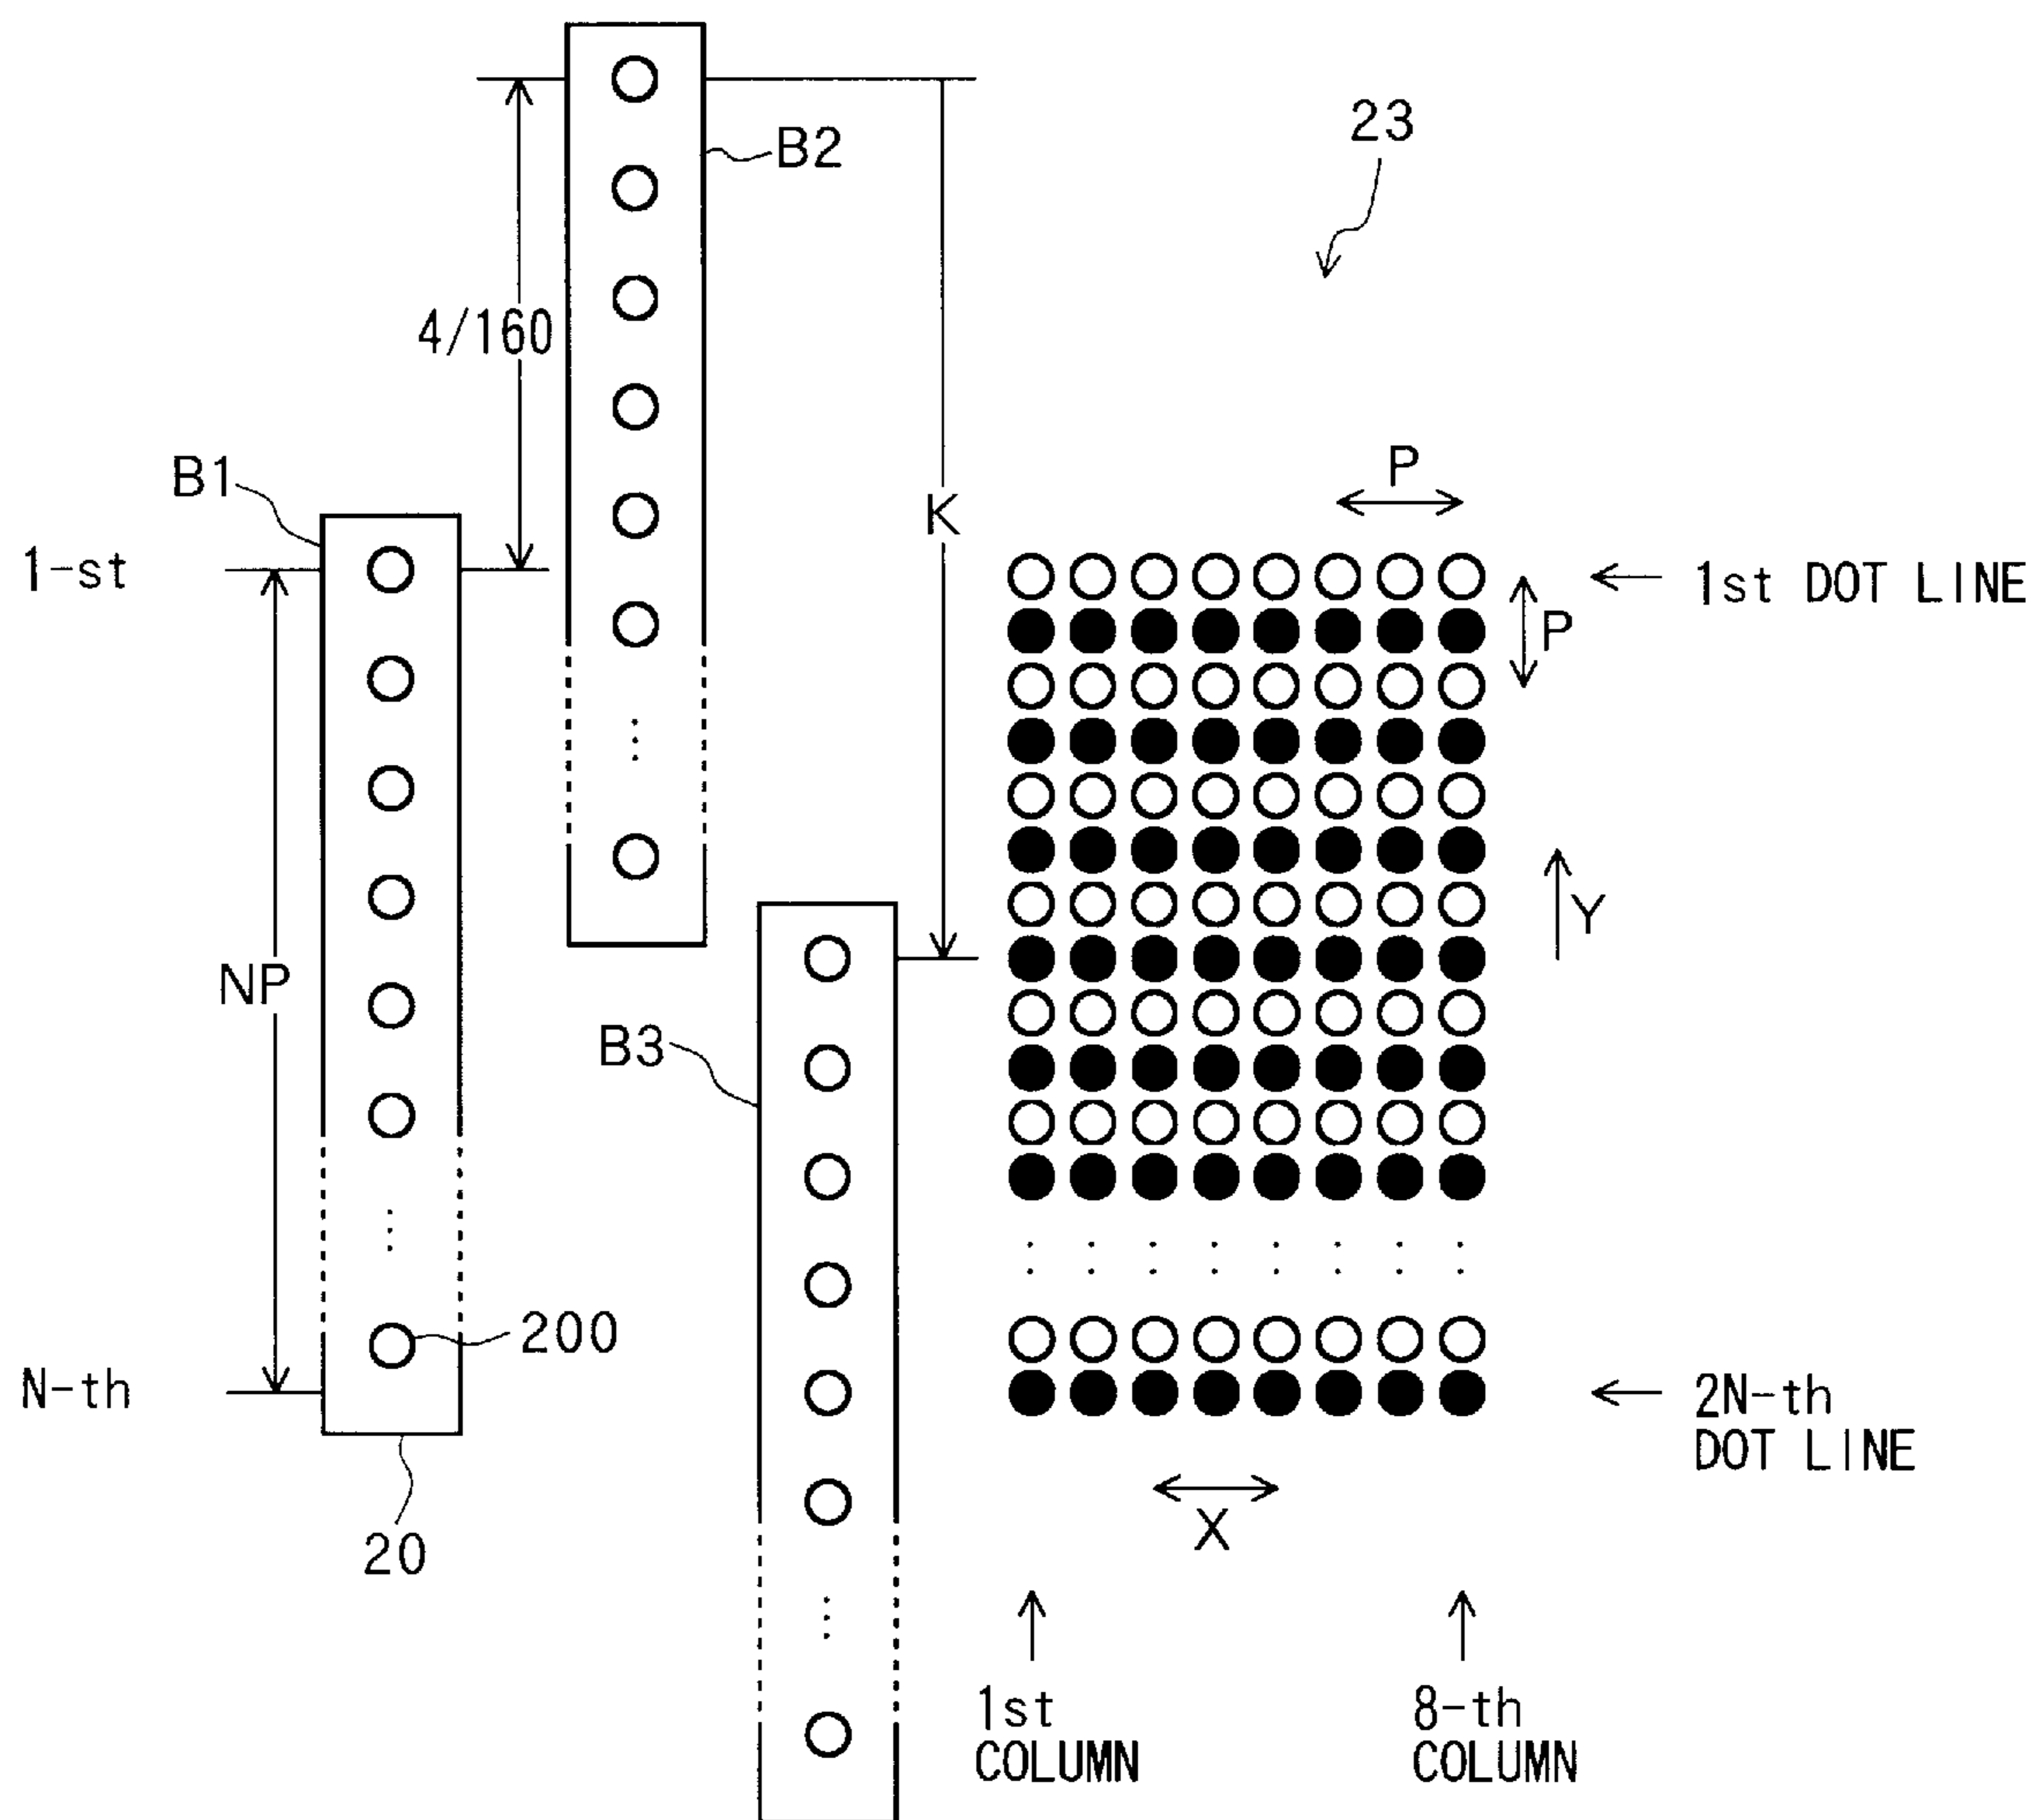 23
B2
4/160
P
B1
K
1-st
1st DOT LINE
P
Y
NP
B3
200
N-th
2N-th
DOT LINE
X
20
1st
COLUMN
8-th
COLUMN